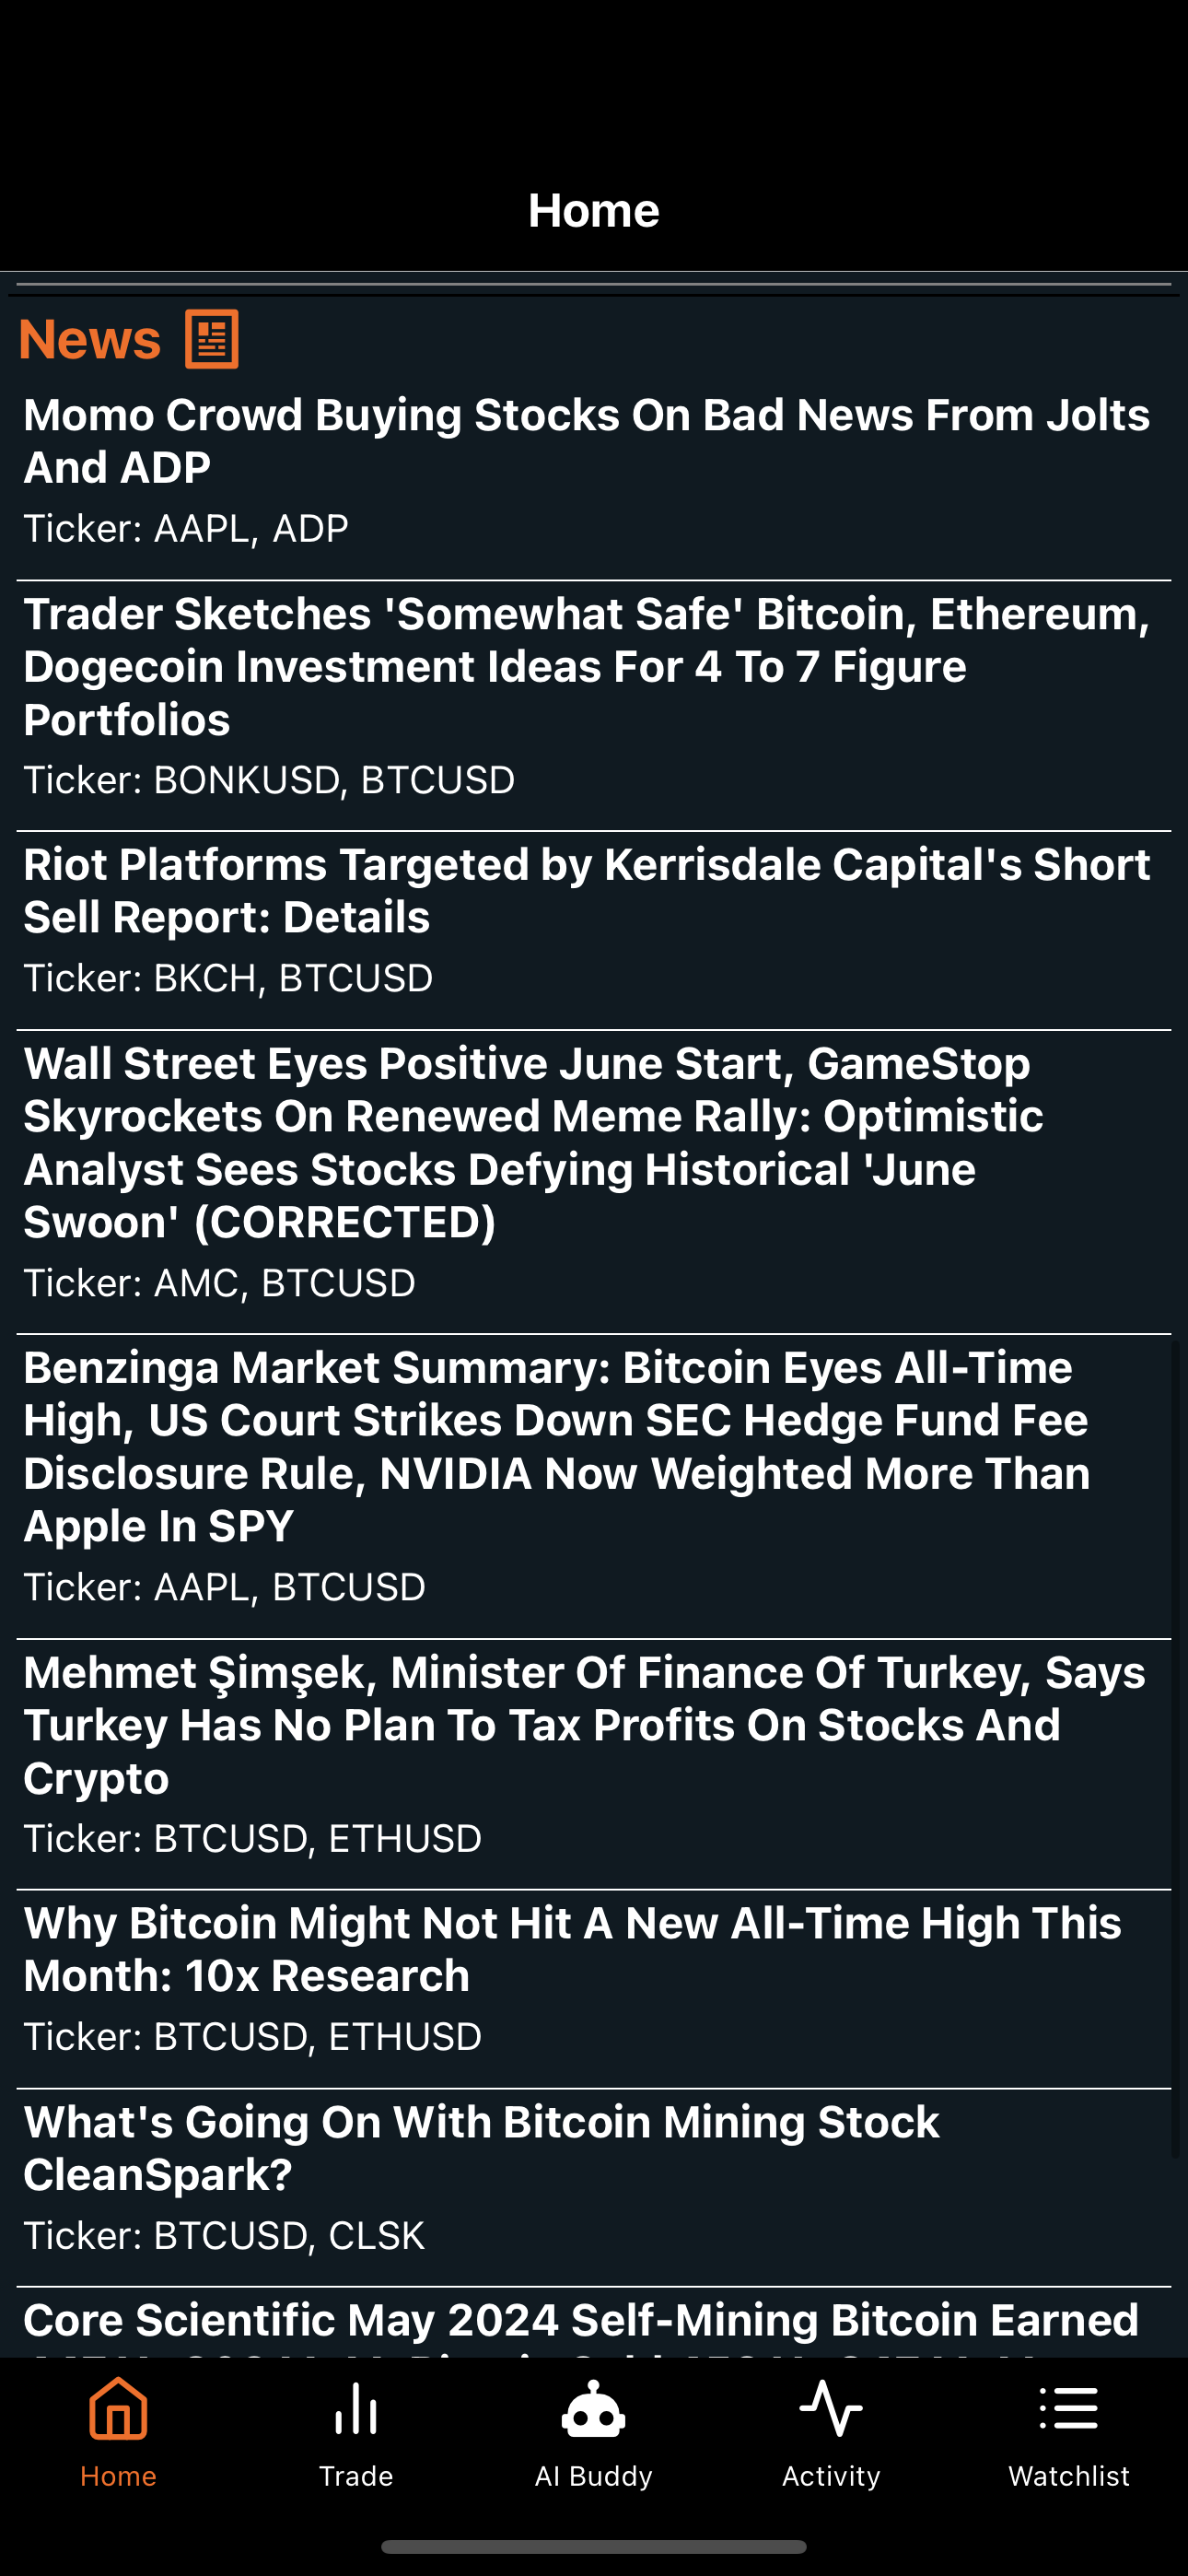 Home
News
Momo Crowd Buying Stocks On Bad News From Jolts
And ADP
Ticker: AAPL, ADP
Trader Sketches 'Somewhat Safe' Bitcoin, Ethereum,
Dogecoin Investment Ideas For 4 To 7 Figure
Portfolios
Ticker: BONKUSD, BTCUSD
Riot Platforms Targeted by Kerrisdale Capital's Short
Sell Report: Details
Ticker: BKCH, BTCUSD
Wall Street Eyes Positive June Start, GameStop
Skyrockets On Renewed Meme Rally: Optimistic
Analyst Sees Stocks Defying Historical 'June
Swoon' (CORRECTED)
Ticker: AMC, BTCUSD
Benzinga Market Summary: Bitcoin Eyes All-Time
High, US Court Strikes Down SEC Hedge Fund Fee
Disclosure Rule, NVIDIA Now Weighted More Than
Apple In SPY
Ticker: AAPL, BTCUSD
Mehmet Şimşek, Minister Of Finance Of Turkey, Says
Turkey Has No Plan To Tax Profits On Stocks And
Crypto
Ticker: BTCUSD, ETHUSD
Why Bitcoin Might Not Hit A New All-Time High This
Month: 10x Research
Ticker: BTCUSD, ETHUSD
What's Going On With Bitcoin Mining Stock
CleanSpark?
Ticker: BTCUSD, CLSK
Core Scientific May 2024 Self-Mining Bitcoin Earned
Home
Trade
AI Buddy
Activity
Watchlist